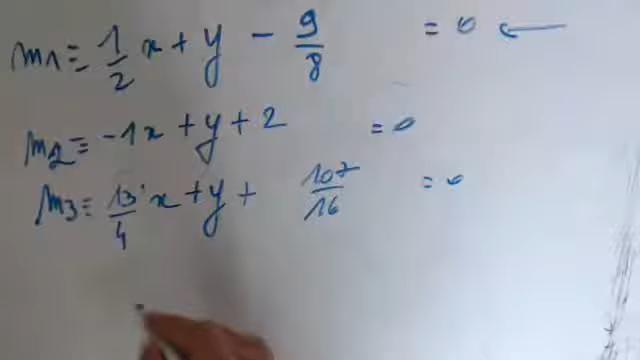 m1 ≡ 1/2 x + y - 9/8 = 0 ←
m2 ≡ -1x + y + 2 = 0
m3 ≡ 13/4 x + y + 107/16 = 0